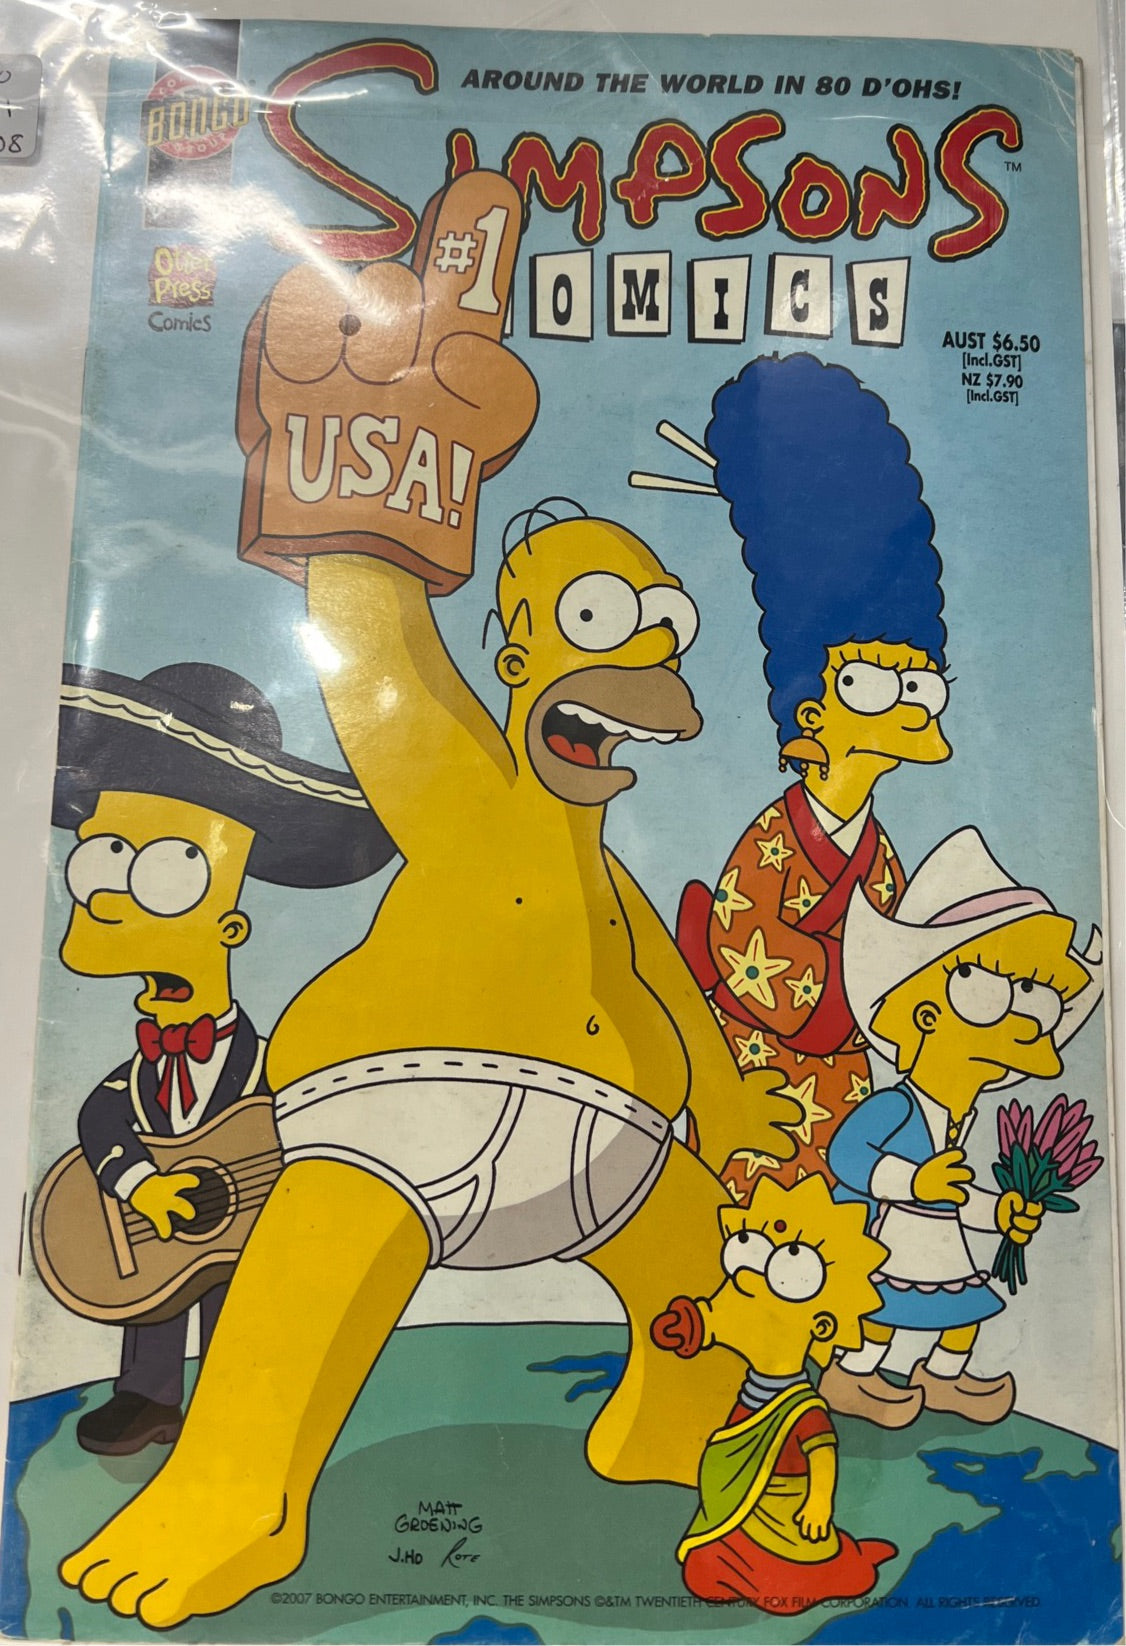 AROUND THE WORLD IN 80 D'OHS!
BONGO
SIMPSONS™
OMICS
Otter
Press
Comics
#1
USA!
AUST $6.50
[Incl.GST]
NZ $7.90
[Incl.GST]
MATT
GROENING
J.HO ROTE
©2007 BONGO ENTERTAINMENT, INC. THE SIMPSONS ©&TM TWENTIETH CENTURY FOX FILM CORPORATION. ALL RIGHTS RESERVED.